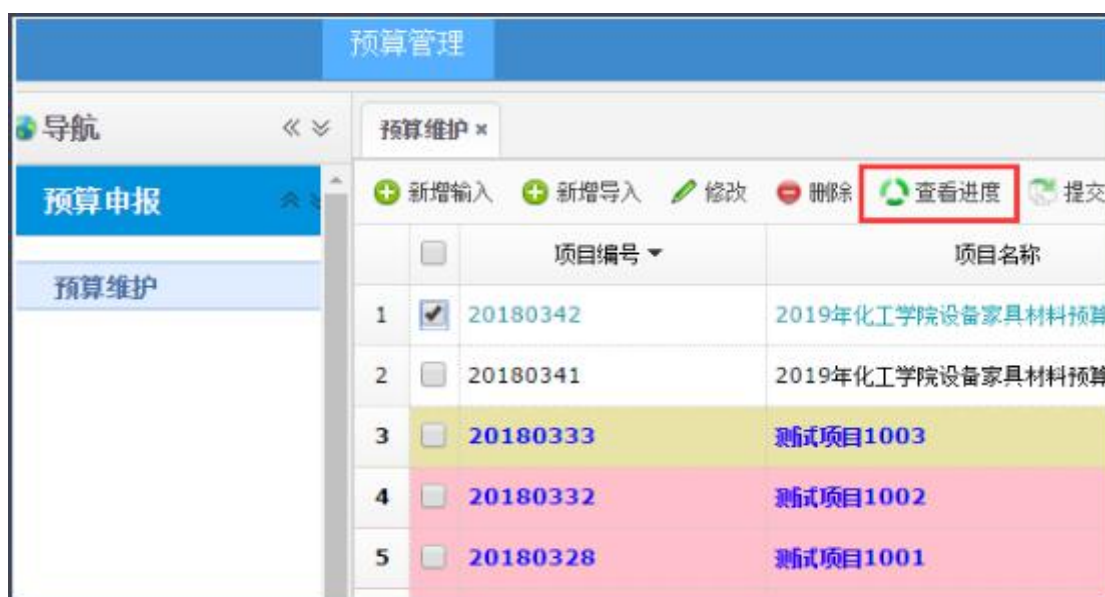 预算管理
导航
预算维护 ×
预算申报
新增输入 新增导入 修改 删除 查看进度 提交
项目编号 项目名称
预算维护
1 20180342 2019年化工学院设备家具材料预算
2 20180341 2019年化工学院设备家具材料预算
3 20180333 测试项目1003
4 20180332 测试项目1002
5 20180328 测试项目1001